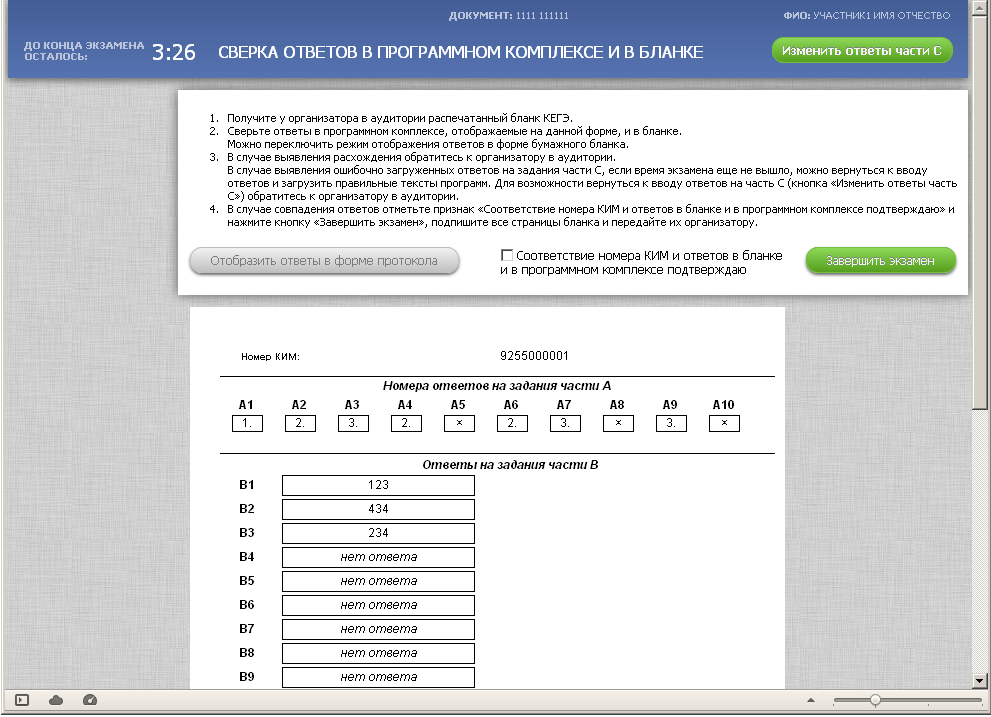 ДОКУМЕНТ: 1111 111111
ФИО: УЧАСТНИК1 ИМЯ ОТЧЕСТВО
ДО КОНЦА ЭКЗАМЕНА
ОСТАЛОСЬ:
3:26
СВЕРКА ОТВЕТОВ В ПРОГРАММНОМ КОМПЛЕКСЕ И В БЛАНКЕ
Изменить ответы части С
1. Получите у организатора в аудитории распечатанный бланк КЕГЭ.
2. Сверьте ответы в программном комплексе, отображаемые на данной форме, и в бланке.
Можно переключить режим отображения ответов в форме бумажного бланка.
3. В случае выявления расхождения обратитесь к организатору в аудитории.
В случае выявления ошибочно загруженных ответов на задания части С, если время экзамена еще не вышло, можно вернуться к вводу
ответов и загрузить правильные тексты программ. Для возможности вернуться к вводу ответов на часть С (кнопка «Изменить ответы часть
С») обратитесь к организатору в аудитории.
4. В случае совпадения ответов отметьте признак «Соответствие номера КИМ и ответов в бланке и в программном комплексе подтверждаю» и
нажмите кнопку «Завершить экзамен», подпишите все страницы бланка и передайте их организатору.
Отобразить ответы в форме протокола
Соответствие номера КИМ и ответов в бланке
и в программном комплексе подтверждаю
Завершить экзамен
Номер КИМ: 9255000001
Номера ответов на задания части А
A1 A2 A3 A4 A5 A6 A7 A8 A9 A10
1. 2. 3. 2. × 2. 3. × 3. ×
Ответы на задания части В
B1 123
B2 434
B3 234
B4 нет ответа
B5 нет ответа
B6 нет ответа
B7 нет ответа
B8 нет ответа
B9 нет ответа